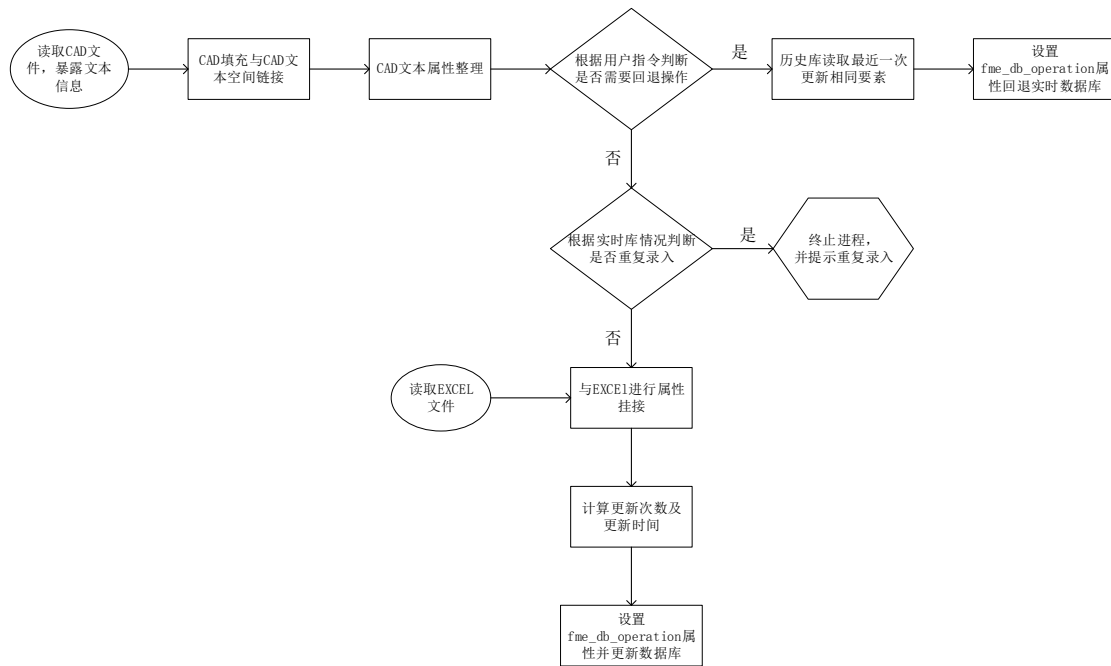 读取CAD文
件，暴露文本
信息
CAD填充与CAD文
本空间链接
CAD文本属性整理
根据用户指令判断
是否需要回退操作
是
历史库读取最近一次
更新相同要素
设置
fme_db_operation属
性回退实时数据库
否
根据实时库情况判断
是否重复录入
是
终止进程，
并提示重复录入
否
读取EXCEL
文件
与EXCEl进行属性
挂接
计算更新次数及
更新时间
设置
fme_db_operation属
性并更新数据库